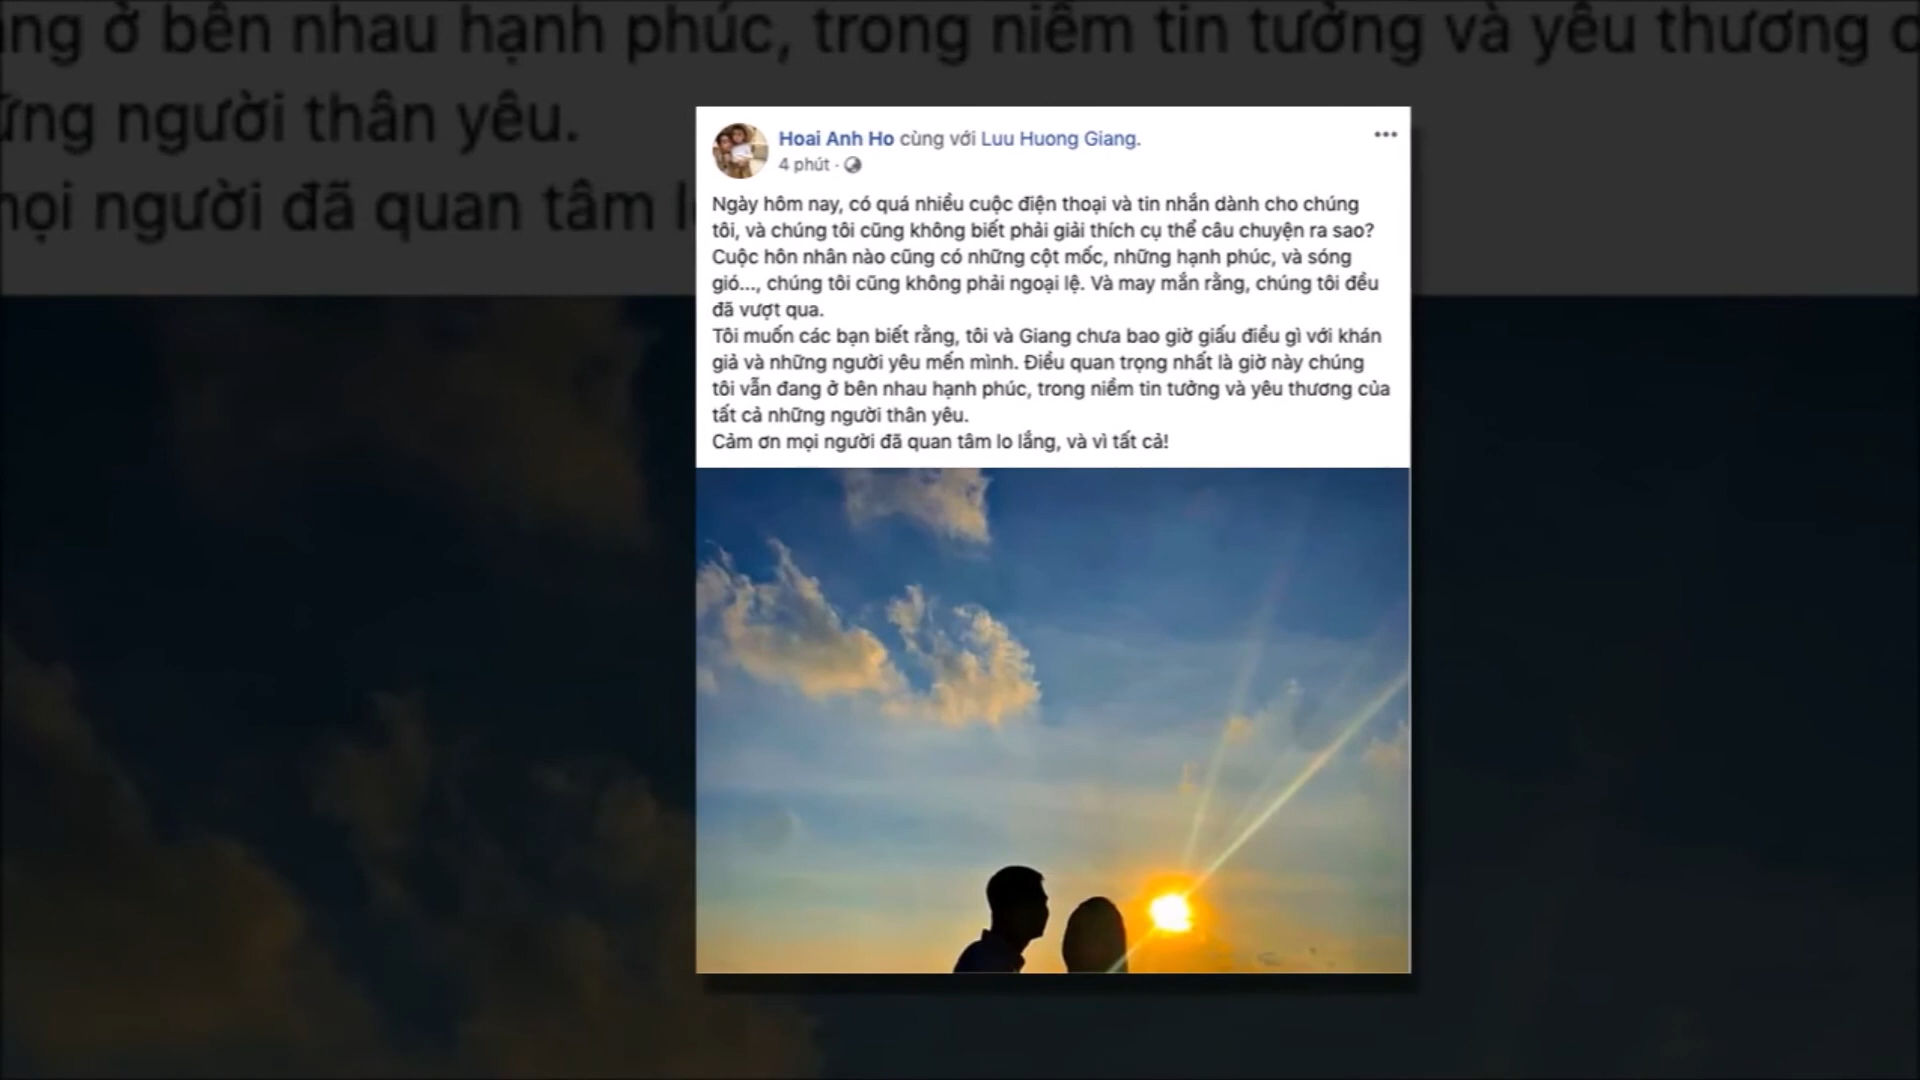 ang ở bên nhau hạnh phúc, trong niềm tin tưởng và yêu thương
ững người thân yêu.
mọi người đã quan tâm
Hoai Anh Ho cùng với Luu Huong Giang.
4 phút ·
Ngày hôm nay, có quá nhiều cuộc điện thoại và tin nhắn dành cho chúng
tôi, và chúng tôi cũng không biết phải giải thích cụ thể câu chuyện ra sao?
Cuộc hôn nhân nào cũng có những cột mốc, những hạnh phúc, và sóng
gió..., chúng tôi cũng không phải ngoại lệ. Và may mắn rằng, chúng tôi đều
đã vượt qua.
Tôi muốn các bạn biết rằng, tôi và Giang chưa bao giờ giấu điều gì với khán
giả và những người yêu mến mình. Điều quan trọng nhất là giờ này chúng
tôi vẫn đang ở bên nhau hạnh phúc, trong niềm tin tưởng và yêu thương của
tất cả những người thân yêu.
Cảm ơn mọi người đã quan tâm lo lắng, và vì tất cả!